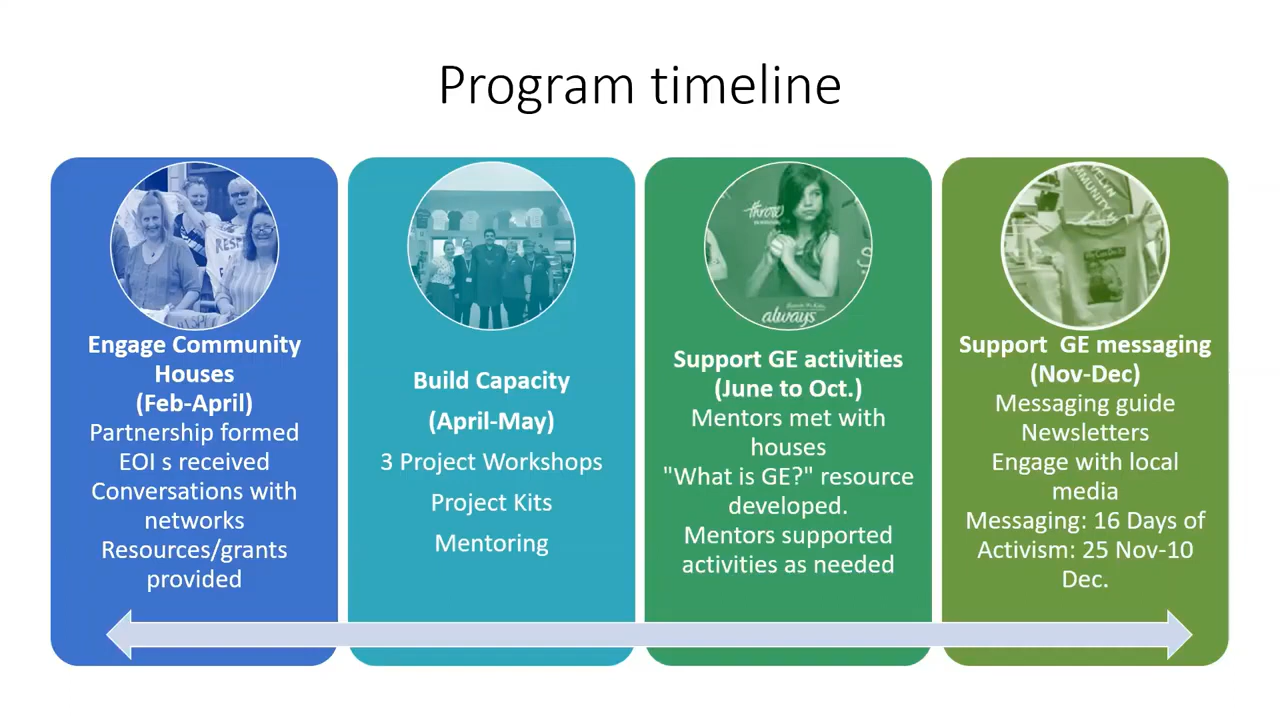 Program timeline
Engage Community
Houses
(Feb-April)
Partnership formed
EOI s received
Conversations with
networks
Resources/grants
provided
Build Capacity
(April-May)
3 Project Workshops
Project Kits
Mentoring
throw
always
Support GE activities
(June to Oct.)
Mentors met with
houses
"What is GE?" resource
developed.
Mentors supported
activities as needed
Support  GE messaging
(Nov-Dec)
Messaging guide
Newsletters
Engage with local
media
Messaging: 16 Days of
Activism: 25 Nov-10
Dec.